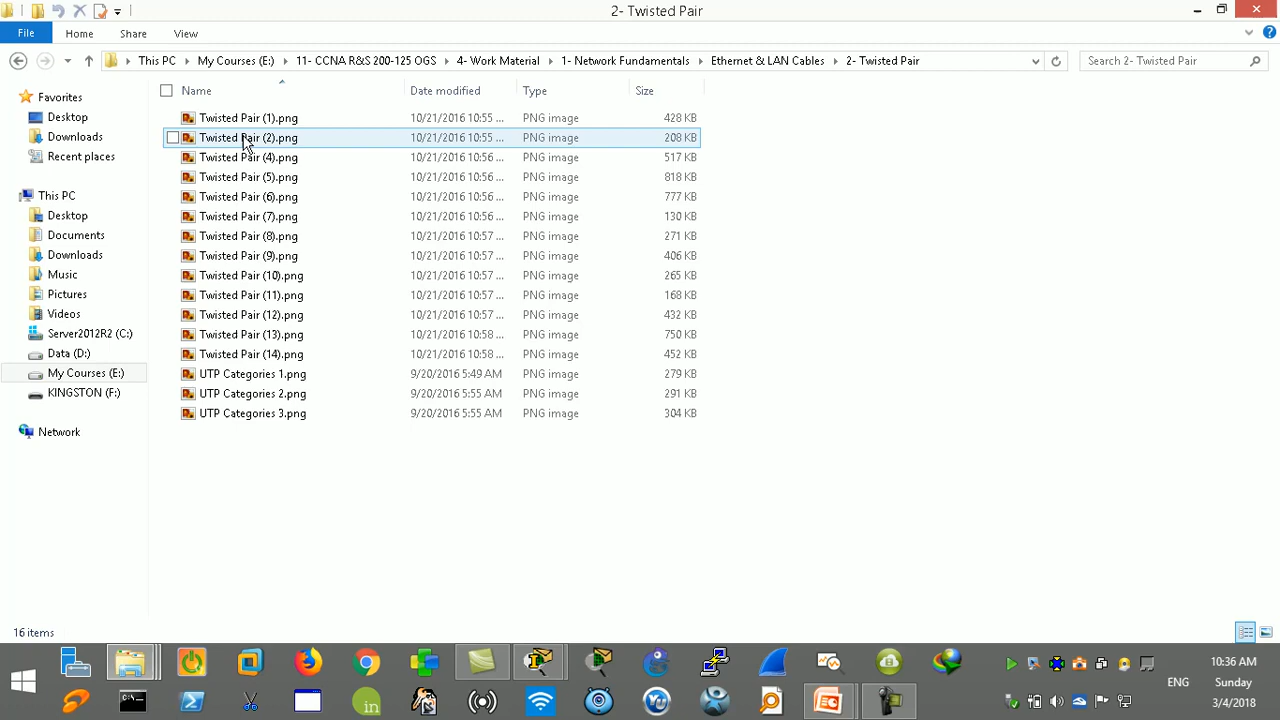 2- Twisted Pair
File Home Share View
This PC My Courses (E:) 11- CCNA R&S 200-125 OGS 4- Work Material 1- Network Fundamentals Ethernet & LAN Cables 2- Twisted Pair Search 2- Twisted Pair
Name Date modified Type Size
Favorites
Desktop
Downloads
Recent places
This PC
Desktop
Documents
Downloads
Music
Pictures
Videos
Server2012R2 (C:)
Data (D:)
My Courses (E:)
KINGSTON (F:)
Network
Twisted Pair (1).png 10/21/2016 10:55 ... PNG image 428 KB
Twisted Pair (2).png 10/21/2016 10:55 ... PNG image 208 KB
Twisted Pair (4).png 10/21/2016 10:56 ... PNG image 517 KB
Twisted Pair (5).png 10/21/2016 10:56 ... PNG image 818 KB
Twisted Pair (6).png 10/21/2016 10:56 ... PNG image 777 KB
Twisted Pair (7).png 10/21/2016 10:56 ... PNG image 130 KB
Twisted Pair (8).png 10/21/2016 10:57 ... PNG image 271 KB
Twisted Pair (9).png 10/21/2016 10:57 ... PNG image 406 KB
Twisted Pair (10).png 10/21/2016 10:57 ... PNG image 265 KB
Twisted Pair (11).png 10/21/2016 10:57 ... PNG image 168 KB
Twisted Pair (12).png 10/21/2016 10:57 ... PNG image 432 KB
Twisted Pair (13).png 10/21/2016 10:58 ... PNG image 750 KB
Twisted Pair (14).png 10/21/2016 10:58 ... PNG image 452 KB
UTP Categories 1.png 9/20/2016 5:49 AM PNG image 279 KB
UTP Categories 2.png 9/20/2016 5:55 AM PNG image 291 KB
UTP Categories 3.png 9/20/2016 5:55 AM PNG image 304 KB
16 items
10:36 AM
ENG Sunday
3/4/2018
in